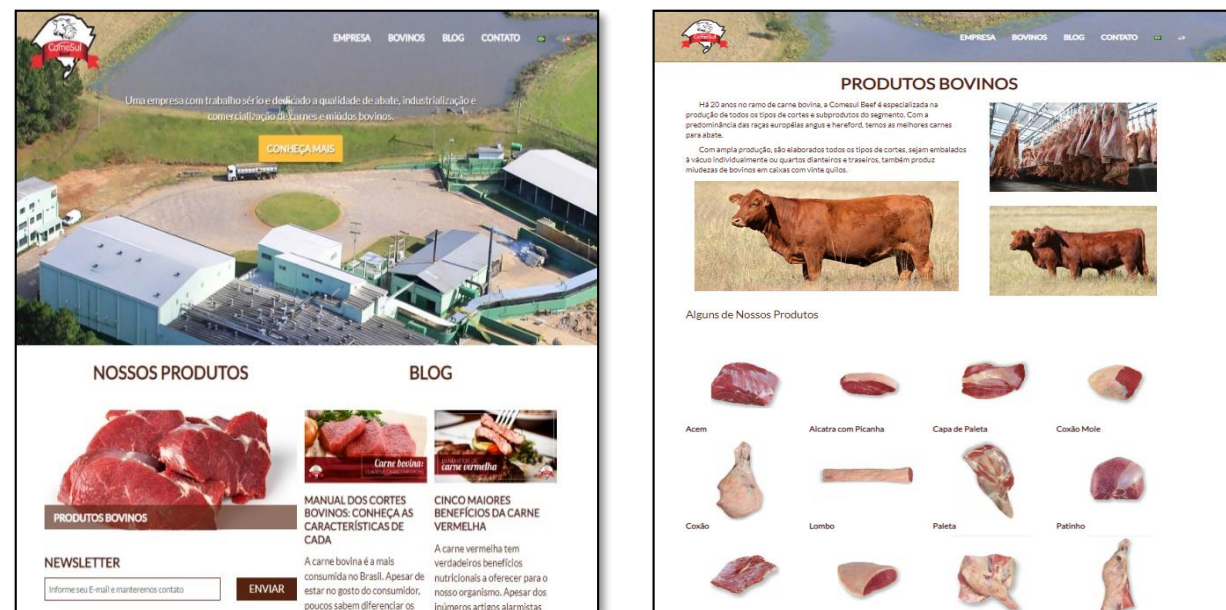 ComeSul
EMPRESA BOVINOS BLOG CONTATO
Uma empresa com trabalho sério e dedicado a qualidade de abate, industrialização e
comercialização de carnes e miúdos bovinos.
CONHEÇA MAIS
NOSSOS PRODUTOS
PRODUTOS BOVINOS
NEWSLETTER
Informe seu E-mail e manteremos contato
ENVIAR
BLOG
Carne bovina:
MANUAL DOS CORTES
BOVINOS: CONHEÇA AS
CARACTERÍSTICAS DE
CADA
A carne bovina é a mais
consumida no Brasil. Apesar de
estar no gosto do consumidor,
poucos sabem diferenciar os
carne vermelha
CINCO MAIORES
BENEFÍCIOS DA CARNE
VERMELHA
A carne vermelha tem
verdadeiros benefícios
nutricionais a oferecer para o
nosso organismo. Apesar dos
inúmeros artigos alarmistas
ComeSul
EMPRESA BOVINOS BLOG CONTATO
PRODUTOS BOVINOS
Há 20 anos no ramo de carne bovina, a Comesul Beef é especializada na
produção de todos os tipos de cortes e subprodutos do segmento. Com a
predominância das raças européias angus e hereford, temos as melhores carnes
para abate.
Com ampla produção, são elaborados todos os tipos de cortes, sejam embalados
à vácuo individualmente ou quartos dianteiros e traseiros, também produz
miudezas de bovinos em caixas com vinte quilos.
Alguns de Nossos Produtos
Acem
Alcatra com Picanha
Capa de Paleta
Coxão Mole
Coxão
Lombo
Paleta
Patinho